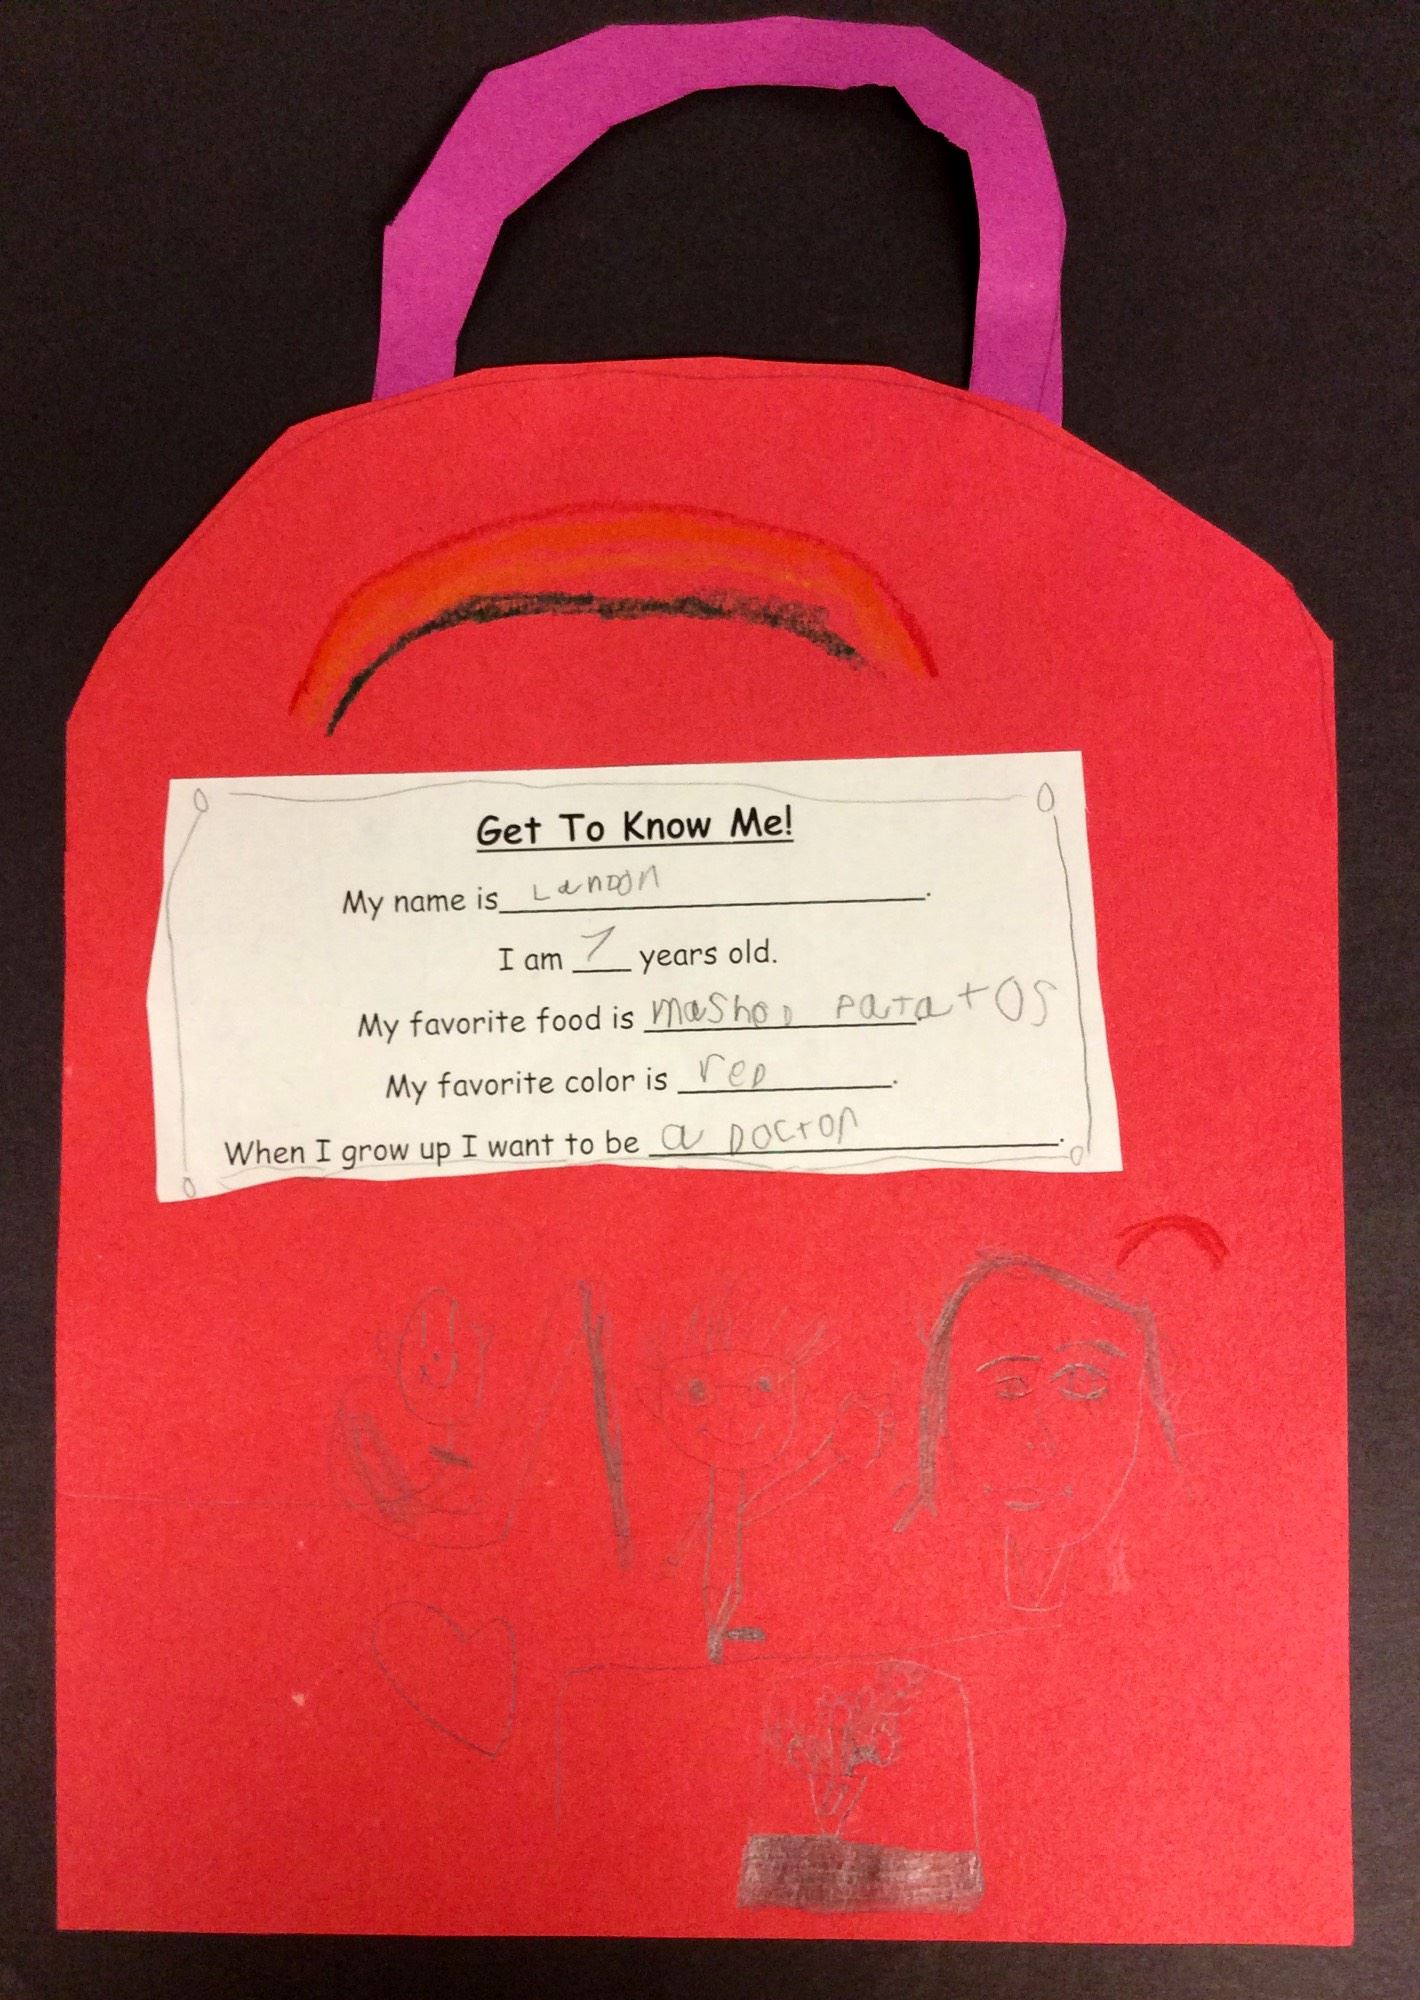 Get To Know Me!
My name is Landon.
I am 7 years old.
My favorite food is mashed patatos
My favorite color is red.
When I grow up I want to be a Doctor.